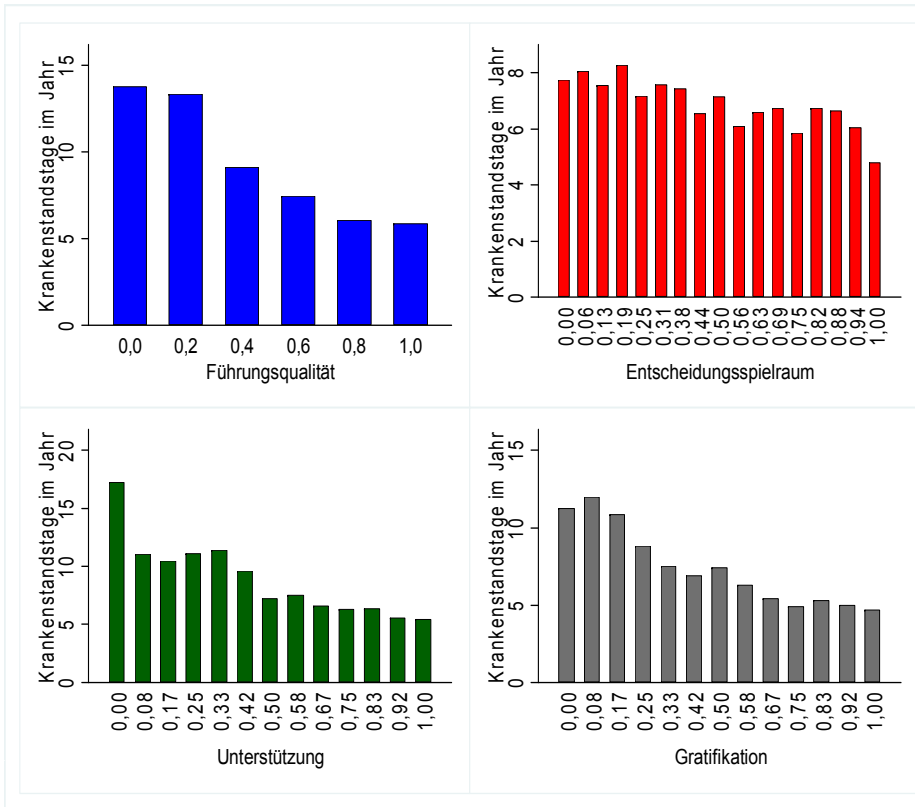 Krankenstandstage im Jahr
15
10
5
0
0,0 0,2 0,4 0,6 0,8 1,0
Führungsqualität
Krankenstandstage im Jahr
8
6
4
2
0
0,00 0,06 0,13 0,19 0,25 0,31 0,38 0,44 0,50 0,56 0,63 0,69 0,75 0,82 0,88 0,94 1,00
Entscheidungsspielraum
Krankenstandstage im Jahr
20
15
10
5
0
0,00 0,08 0,17 0,25 0,33 0,42 0,50 0,58 0,67 0,75 0,83 0,92 1,00
Unterstützung
Krankenstandstage im Jahr
15
10
5
0
0,00 0,08 0,17 0,25 0,33 0,42 0,50 0,58 0,67 0,75 0,83 0,92 1,00
Gratifikation